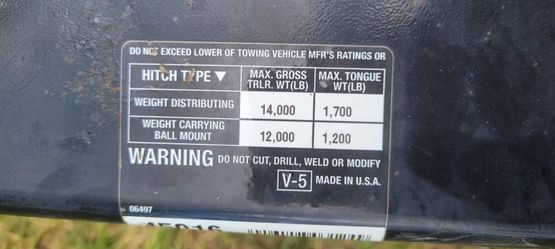 DO NOT EXCEED LOWER OF TOWING VEHICLE MFR'S RATINGS OR
HITCH TYPE ▼ MAX. GROSS TRLR. WT(LB) MAX. TONGUE WT(LB)
WEIGHT DISTRIBUTING 14,000 1,700
WEIGHT CARRYING BALL MOUNT 12,000 1,200
WARNING DO NOT CUT, DRILL, WELD OR MODIFY
V-5 MADE IN U.S.A.
06497